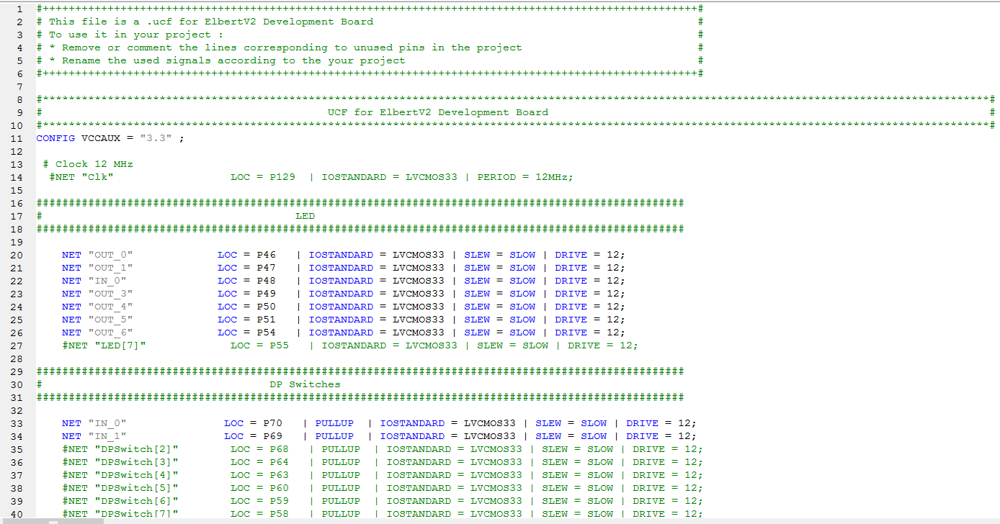 1 #+++++++++++++++++++++++++++++++++++++++++++++++++++++++++++++++++++++++++++++++++++++++++++++++++++++#
2 # This file is a .ucf for ElbertV2 Development Board #
3 # To use it in your project : #
4 # * Remove or comment the lines corresponding to unused pins in the project #
5 # * Rename the used signals according to the your project #
6 #+++++++++++++++++++++++++++++++++++++++++++++++++++++++++++++++++++++++++++++++++++++++++++++++++++++#
7
8 #**************************************************************************************************************************************************#
9 # UCF for ElbertV2 Development Board #
10 #**************************************************************************************************************************************************#
11 CONFIG VCCAUX = "3.3" ;
12
13 # Clock 12 MHz
14 #NET "Clk" LOC = P129 | IOSTANDARD = LVCMOS33 | PERIOD = 12MHz;
15
16 ####################################################################################################
17 # LED
18 ####################################################################################################
19
20 NET "OUT_0" LOC = P46 | IOSTANDARD = LVCMOS33 | SLEW = SLOW | DRIVE = 12;
21 NET "OUT_1" LOC = P47 | IOSTANDARD = LVCMOS33 | SLEW = SLOW | DRIVE = 12;
22 NET "IN_0" LOC = P48 | IOSTANDARD = LVCMOS33 | SLEW = SLOW | DRIVE = 12;
23 NET "OUT_3" LOC = P49 | IOSTANDARD = LVCMOS33 | SLEW = SLOW | DRIVE = 12;
24 NET "OUT_4" LOC = P50 | IOSTANDARD = LVCMOS33 | SLEW = SLOW | DRIVE = 12;
25 NET "OUT_5" LOC = P51 | IOSTANDARD = LVCMOS33 | SLEW = SLOW | DRIVE = 12;
26 NET "OUT_6" LOC = P54 | IOSTANDARD = LVCMOS33 | SLEW = SLOW | DRIVE = 12;
27 #NET "LED[7]" LOC = P55 | IOSTANDARD = LVCMOS33 | SLEW = SLOW | DRIVE = 12;
28
29 ####################################################################################################
30 # DP Switches
31 ####################################################################################################
32
33 NET "IN_0" LOC = P70 | PULLUP | IOSTANDARD = LVCMOS33 | SLEW = SLOW | DRIVE = 12;
34 NET "IN_1" LOC = P69 | PULLUP | IOSTANDARD = LVCMOS33 | SLEW = SLOW | DRIVE = 12;
35 #NET "DPSwitch[2]" LOC = P68 | PULLUP | IOSTANDARD = LVCMOS33 | SLEW = SLOW | DRIVE = 12;
36 #NET "DPSwitch[3]" LOC = P64 | PULLUP | IOSTANDARD = LVCMOS33 | SLEW = SLOW | DRIVE = 12;
37 #NET "DPSwitch[4]" LOC = P63 | PULLUP | IOSTANDARD = LVCMOS33 | SLEW = SLOW | DRIVE = 12;
38 #NET "DPSwitch[5]" LOC = P60 | PULLUP | IOSTANDARD = LVCMOS33 | SLEW = SLOW | DRIVE = 12;
39 #NET "DPSwitch[6]" LOC = P59 | PULLUP | IOSTANDARD = LVCMOS33 | SLEW = SLOW | DRIVE = 12;
40 #NET "DPSwitch[7]" LOC = P58 | PULLUP | IOSTANDARD = LVCMOS33 | SLEW = SLOW | DRIVE = 12;